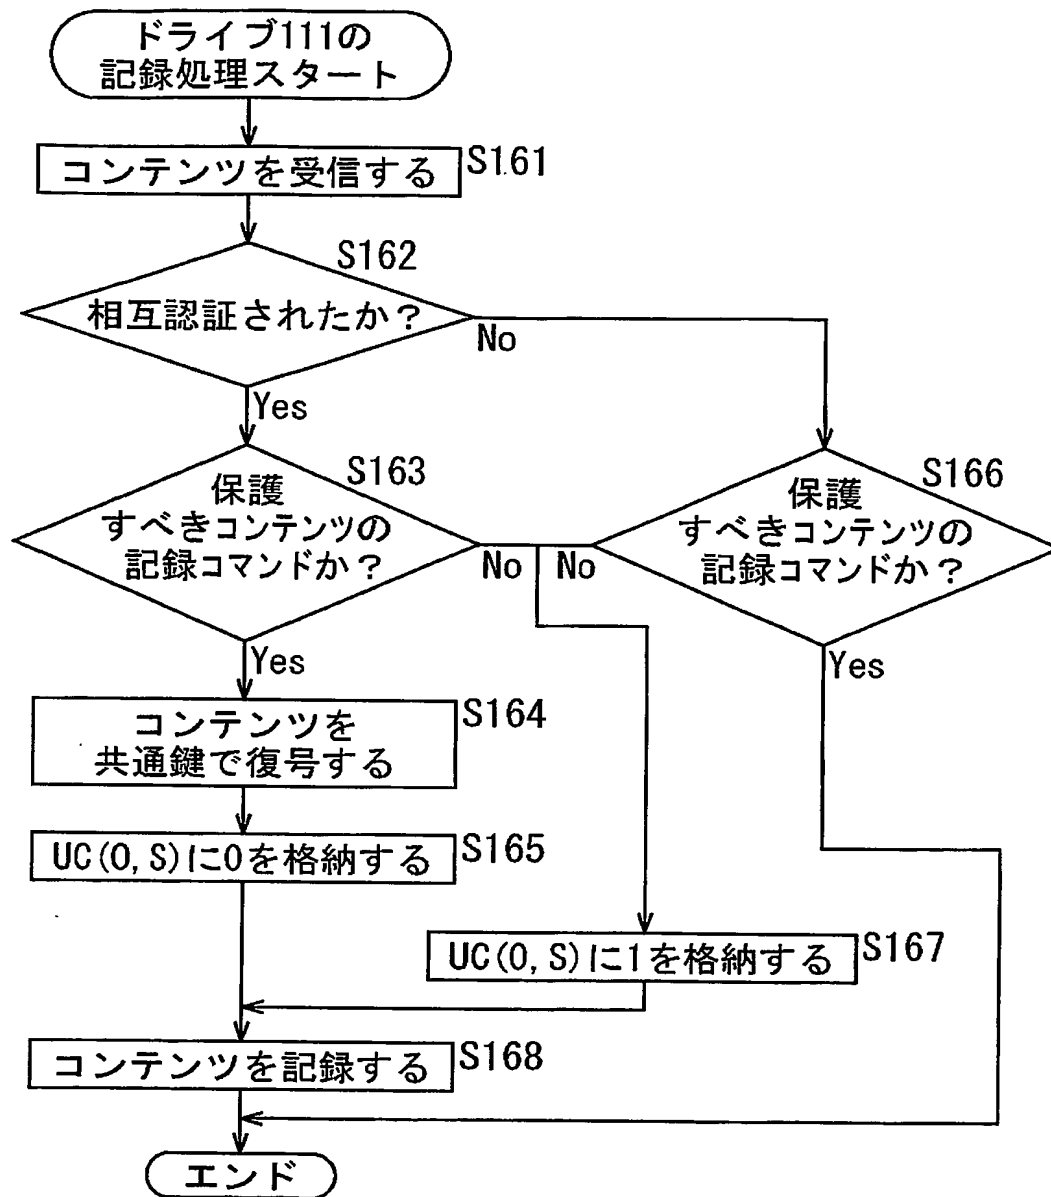 ドライブ111の
記録処理スタート
コンテンツを受信する
S161
S162
相互認証されたか？
No
Yes
S163
保護
すべきコンテンツの
記録コマンドか？
No
Yes
S166
保護
すべきコンテンツの
記録コマンドか？
No
Yes
コンテンツを
共通鍵で復号する
S164
UC(0, S)に0を格納する
S165
UC(0, S)に1を格納する
S167
コンテンツを記録する
S168
エンド